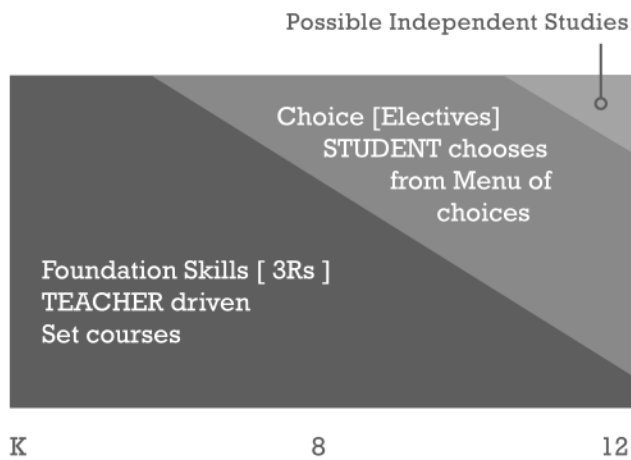 Possible Independent Studies
Choice [Electives]
STUDENT chooses
from Menu of
choices
Foundation Skills [ 3Rs ]
TEACHER driven
Set courses
K 8 12